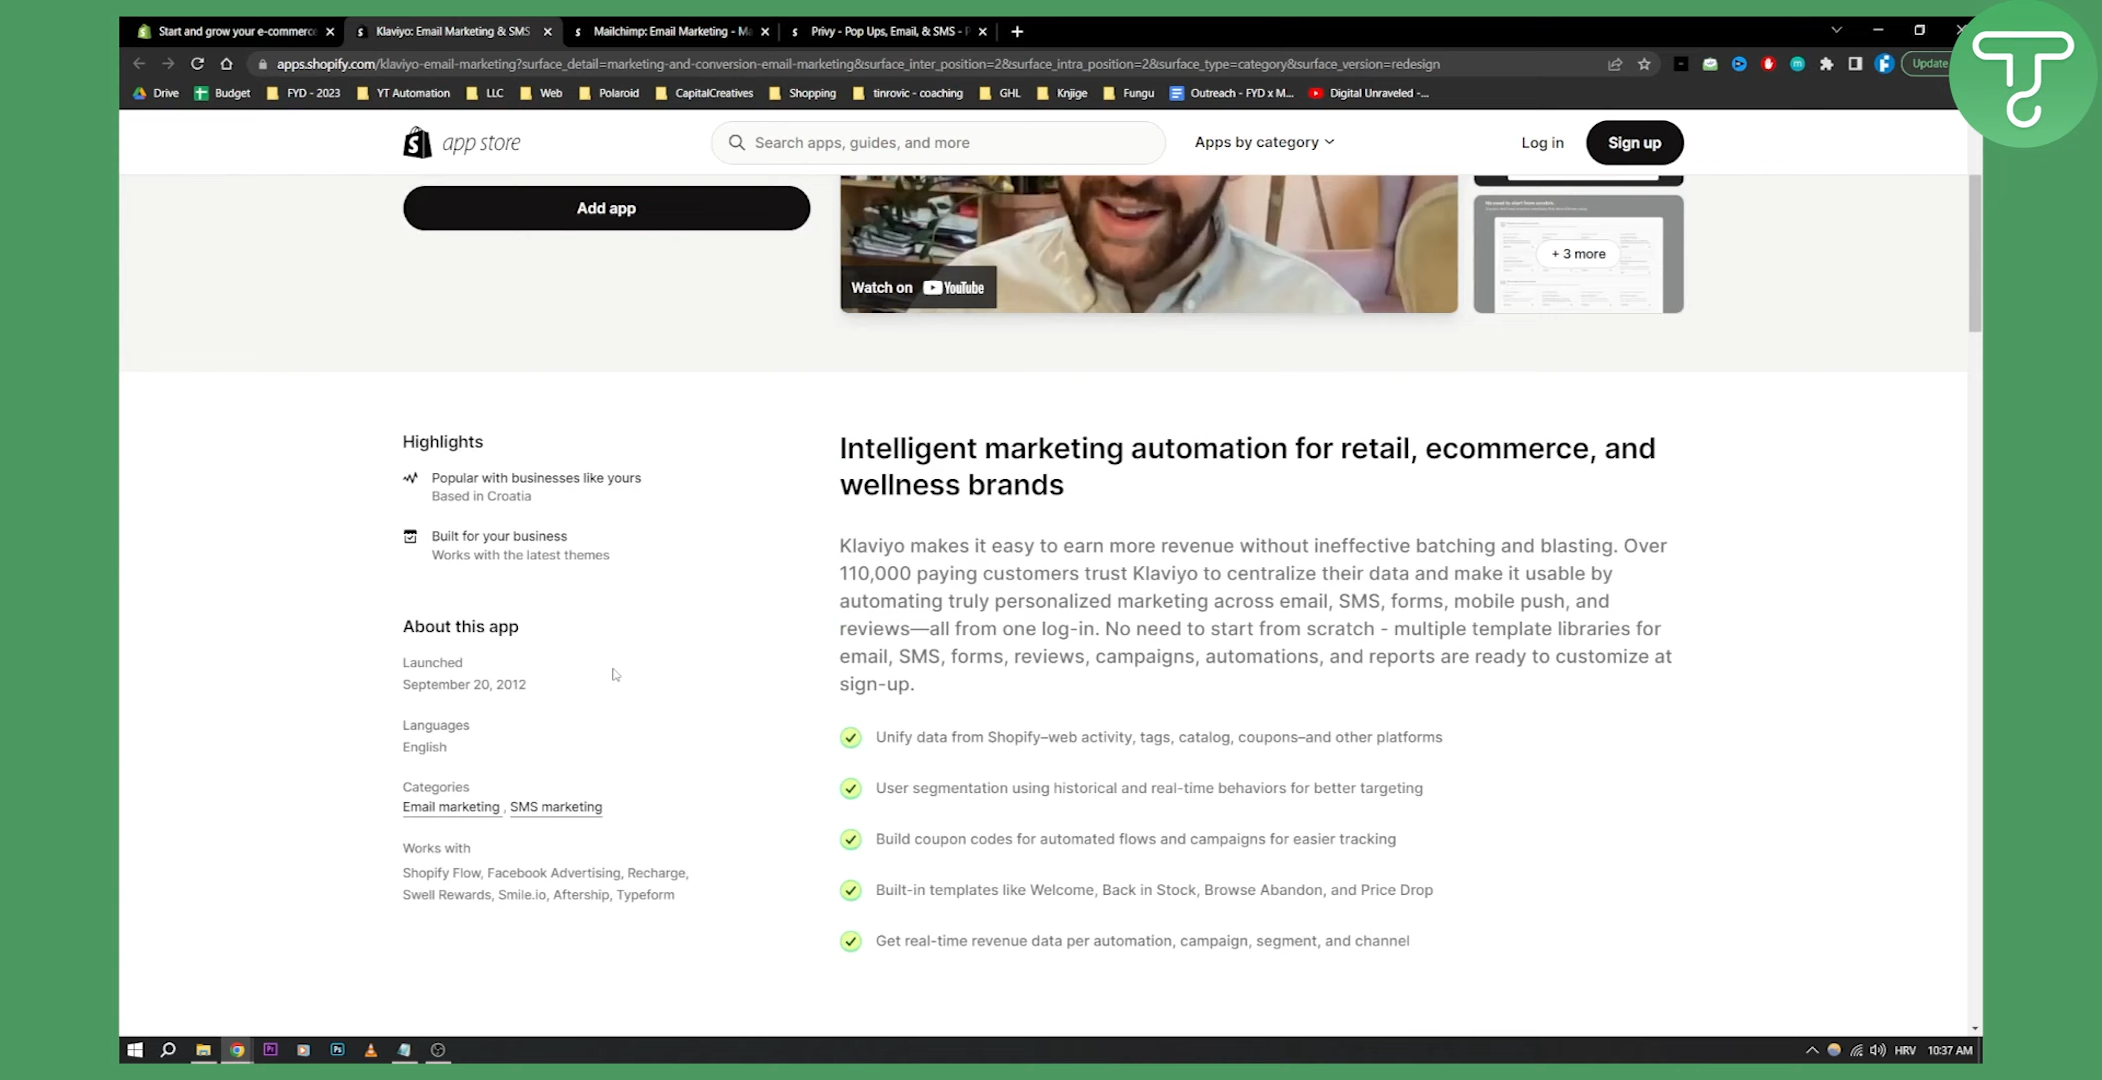 Start and grow your e-commerce
Klaviyo: Email Marketing & SMS
Mailchimp: Email Marketing - Ma
Privy - Pop Ups, Email, & SMS - P
apps.shopify.com/klaviyo-email-marketing?surface_detail=marketing-and-conversion-email-marketing&surface_inter_position=2&surface_intra_position=2&surface_type=category&surface_version=redesign
Update
Drive Budget FYD - 2023 YT Automation LLC Web Polaroid CapitalCreatives Shopping tinrovic - coaching GHL Knjige Fungu Outreach - FYD x M... Digital Unraveled -...
app store
Search apps, guides, and more
Apps by category
Log in
Sign up
Add app
Watch on YouTube
+ 3 more
Highlights
Popular with businesses like yours
Based in Croatia
Built for your business
Works with the latest themes
About this app
Launched
September 20, 2012
Languages
English
Categories
Email marketing , SMS marketing
Works with
Shopify Flow, Facebook Advertising, Recharge,
Swell Rewards, Smile.io, Aftership, Typeform
Intelligent marketing automation for retail, ecommerce, and
wellness brands
Klaviyo makes it easy to earn more revenue without ineffective batching and blasting. Over
110,000 paying customers trust Klaviyo to centralize their data and make it usable by
automating truly personalized marketing across email, SMS, forms, mobile push, and
reviews—all from one log-in. No need to start from scratch - multiple template libraries for
email, SMS, forms, reviews, campaigns, automations, and reports are ready to customize at
sign-up.
Unify data from Shopify–web activity, tags, catalog, coupons–and other platforms
User segmentation using historical and real-time behaviors for better targeting
Build coupon codes for automated flows and campaigns for easier tracking
Built-in templates like Welcome, Back in Stock, Browse Abandon, and Price Drop
Get real-time revenue data per automation, campaign, segment, and channel
HRV 10:37 AM